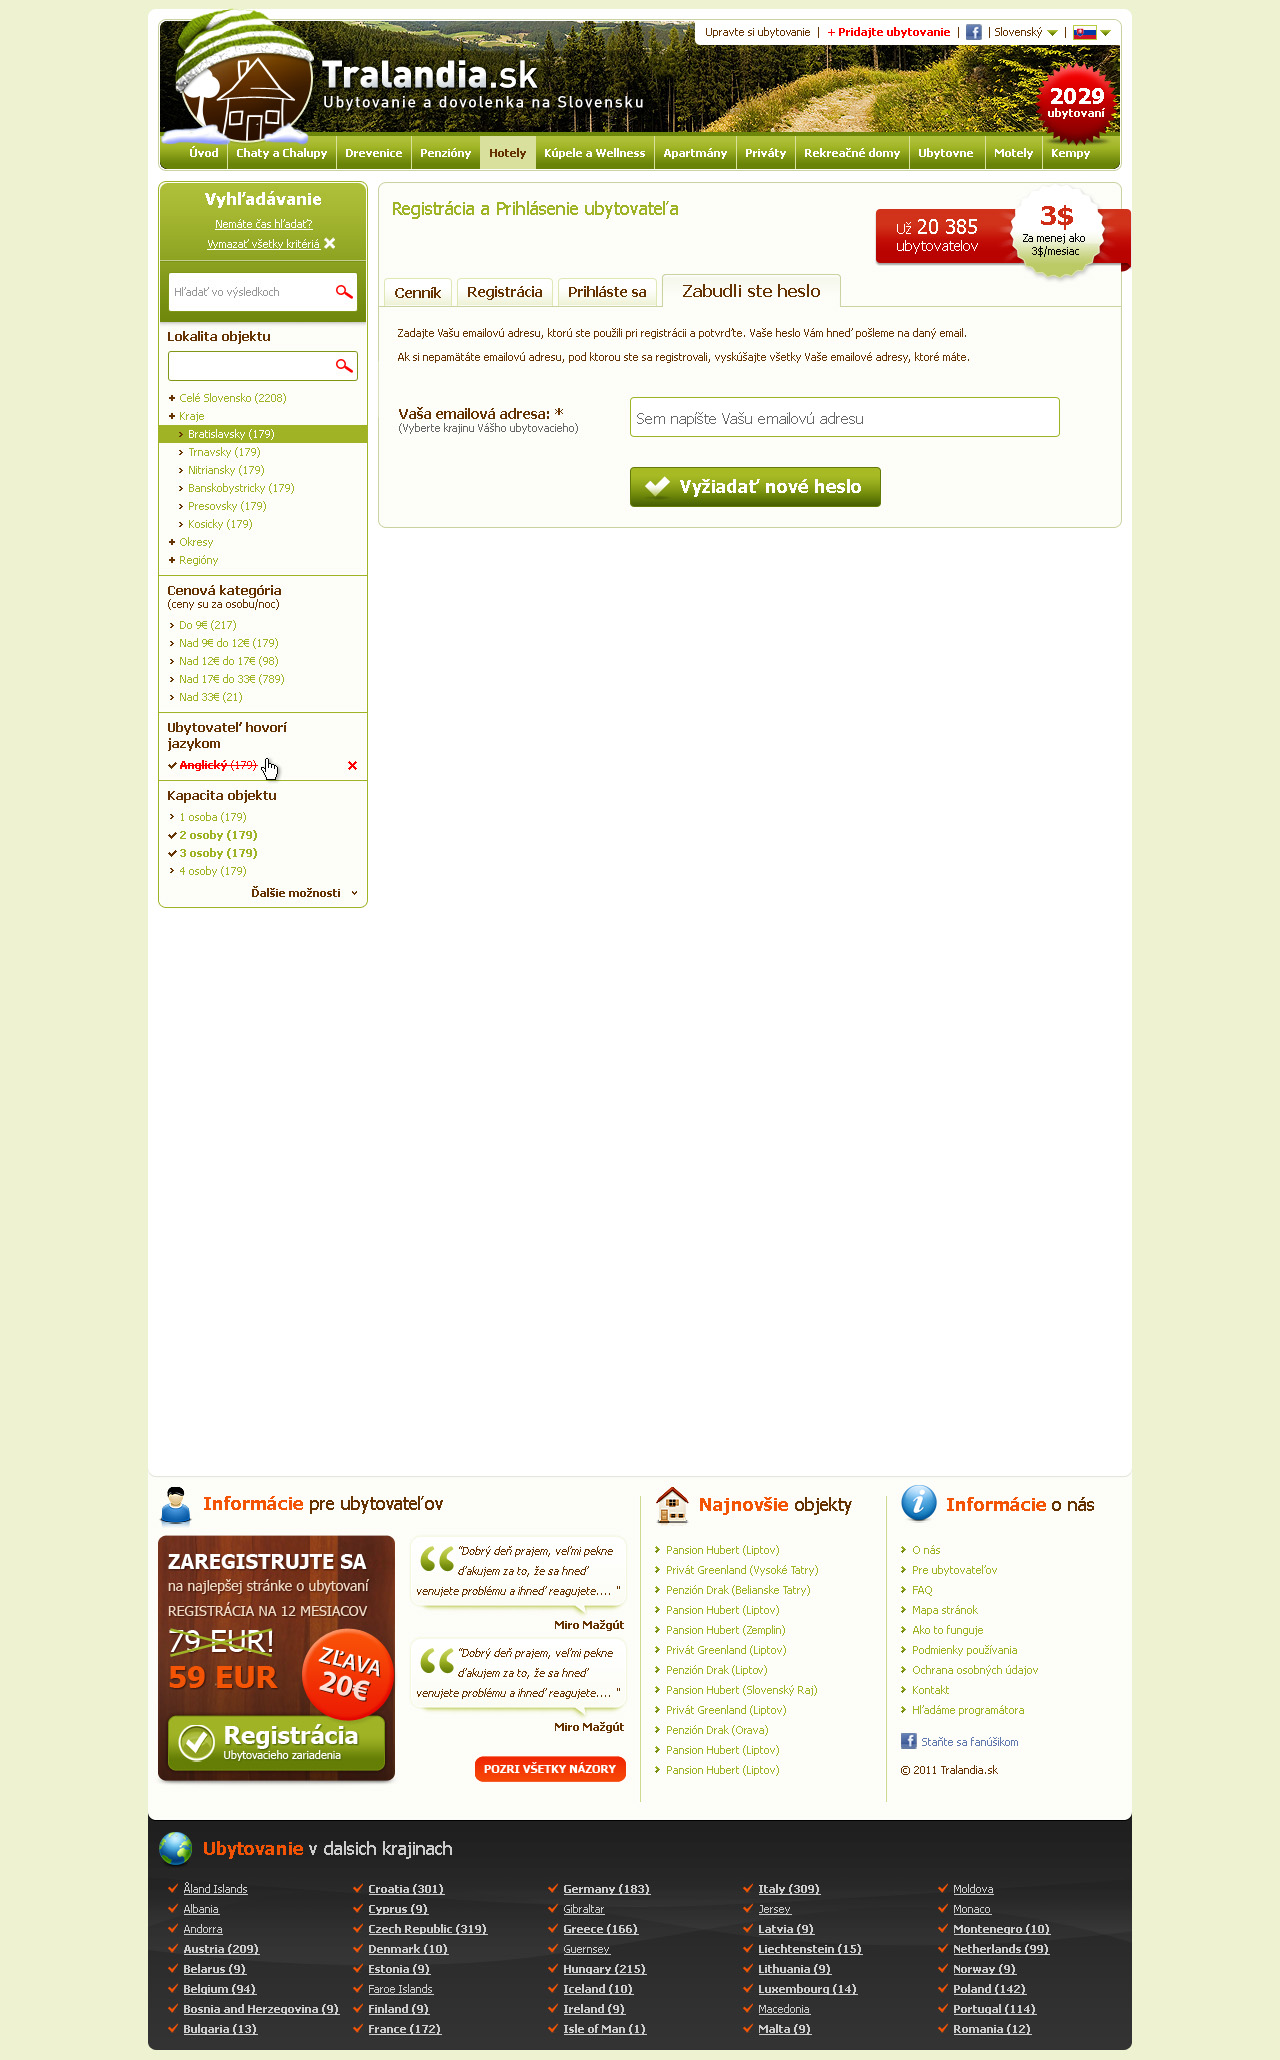 Upravte si ubytovanie | + Pridajte ubytovanie | | Slovenský |
Tralandia.sk
Ubytovanie a dovolenka na Slovensku
2029
ubytovaní
Úvod Chaty a Chalupy Drevenice Penzióny Hotely Kúpele a Wellness Apartmány Priváty Rekreačné domy Ubytovne Motely Kempy
Vyhľadávanie
Nemáte čas hľadať?
Vymazať všetky kritériá
Hľadať vo výsledkoch
Lokalita objektu
Celé Slovensko (2208)
Kraje
Bratislavsky (179)
Trnavsky (179)
Nitriansky (179)
Banskobystricky (179)
Presovsky (179)
Kosicky (179)
Okresy
Regióny
Cenová kategória
(ceny su za osobu/noc)
Do 9€ (217)
Nad 9€ do 12€ (179)
Nad 12€ do 17€ (98)
Nad 17€ do 33€ (789)
Nad 33€ (21)
Ubytovateľ hovorí
jazykom
Anglický (179)
Kapacita objektu
1 osoba (179)
2 osoby (179)
3 osoby (179)
4 osoby (179)
Ďalšie možnosti
Registrácia a Prihlásenie ubytovateľa
Už 20 385
ubytovatelov
3$
Za menej ako
3$/mesiac
Cenník Registrácia Prihláste sa Zabudli ste heslo
Zadajte Vašu emailovú adresu, ktorú ste použili pri registrácii a potvrďte. Vaše heslo Vám hneď pošleme na daný email.
Ak si nepamätáte emailovú adresu, pod ktorou ste sa registrovali, vyskúšajte všetky Vaše emailové adresy, ktoré máte.
Vaša emailová adresa: *
(Vyberte krajinu Vášho ubytovacieho)
Sem napíšte Vašu emailovú adresu
Vyžiadať nové heslo
Informácie pre ubytovateľov
ZAREGISTRUJTE SA
na najlepšej stránke o ubytovaní
REGISTRÁCIA NA 12 MESIACOV
79 EUR!
59 EUR
ZĽAVA
20€
Registrácia
Ubytovacieho zariadenia
"Dobrý deň prajem, veľmi pekne
ďakujem za to, že sa hneď
venujete problému a ihneď reagujete.... "
Miro Mažgút
"Dobrý deň prajem, veľmi pekne
ďakujem za to, že sa hneď
venujete problému a ihneď reagujete.... "
Miro Mažgút
POZRI VŠETKY NÁZORY
Najnovšie objekty
Pansion Hubert (Liptov)
Privát Greenland (Vysoké Tatry)
Penzión Drak (Belianske Tatry)
Pansion Hubert (Liptov)
Pansion Hubert (Zemplin)
Privát Greenland (Liptov)
Penzión Drak (Liptov)
Pansion Hubert (Slovenský Raj)
Privát Greenland (Liptov)
Penzión Drak (Orava)
Pansion Hubert (Liptov)
Pansion Hubert (Liptov)
Informácie o nás
O nás
Pre ubytovateľov
FAQ
Mapa stránok
Ako to funguje
Podmienky používania
Ochrana osobných údajov
Kontakt
Hľadáme programátora
Staňte sa fanúšikom
© 2011 Tralandia.sk
Ubytovanie v dalsich krajinach
Åland Islands
Albania
Andorra
Austria (209)
Belarus (9)
Belgium (94)
Bosnia and Herzegovina (9)
Bulgaria (13)
Croatia (301)
Cyprus (9)
Czech Republic (319)
Denmark (10)
Estonia (9)
Faroe Islands
Finland (9)
France (172)
Germany (183)
Gibraltar
Greece (166)
Guernsey
Hungary (215)
Iceland (10)
Ireland (9)
Isle of Man (1)
Italy (309)
Jersey
Latvia (9)
Liechtenstein (15)
Lithuania (9)
Luxembourg (14)
Macedonia
Malta (9)
Moldova
Monaco
Montenegro (10)
Netherlands (99)
Norway (9)
Poland (142)
Portugal (114)
Romania (12)